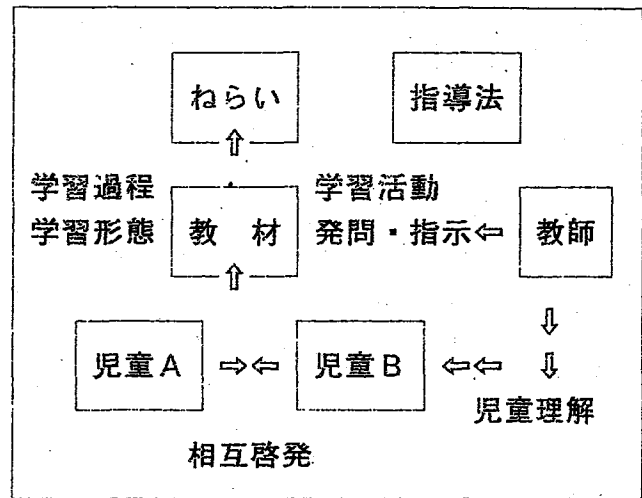 ねらい 指導法
⇧
学習過程 学習活動
学習形態 教 材 発問・指示⇦ 教師
⇧
⇩
児童A ⇨⇦ 児童B ⇦⇦ ⇩
児童理解
相互啓発